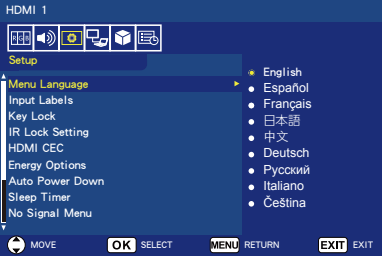 HDMI 1
RGB
Setup
Menu Language
Input Labels
Key Lock
IR Lock Setting
HDMI CEC
Energy Options
Auto Power Down
Sleep Timer
No Signal Menu
English
Español
Français
日本語
中文
Deutsch
Русский
Italiano
Čeština
MOVE OK SELECT MENU RETURN EXIT EXIT